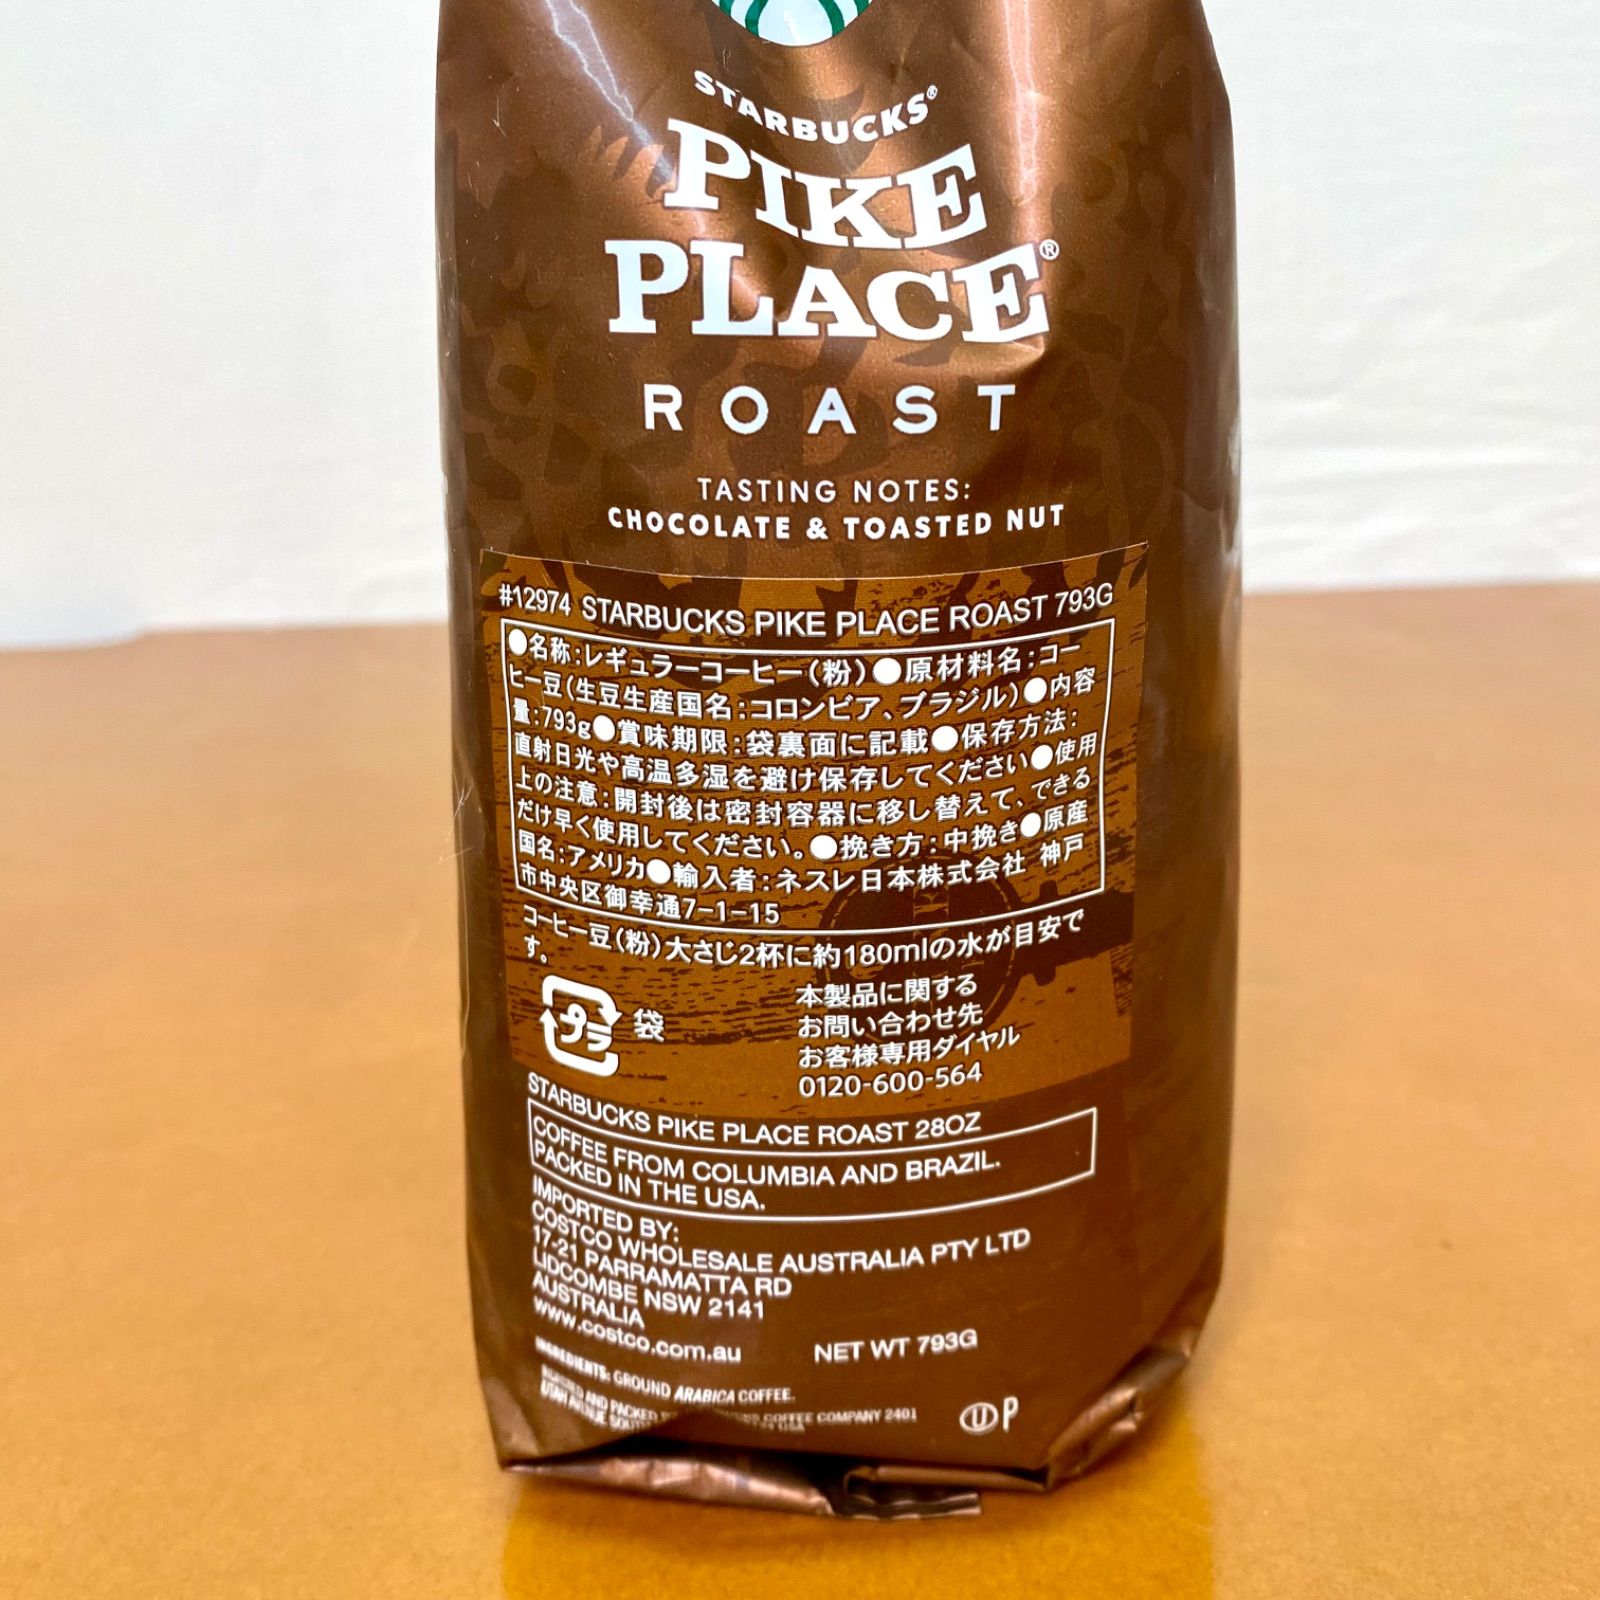 STARBUCKS®
PIKE
PLACE®
ROAST
TASTING NOTES:
CHOCOLATE & TOASTED NUT
#12974 STARBUCKS PIKE PLACE ROAST 793G
●名称:レギュラーコーヒー(粉)●原材料名:コー
ヒー豆(生豆生産国名:コロンビア、ブラジル)●内容
量:793g●賞味期限:袋裏面に記載●保存方法:
直射日光や高温多湿を避け保存してください●使用
上の注意:開封後は密封容器に移し替えて、できる
だけ早く使用してください。●挽き方:中挽き●原産
国名:アメリカ●輸入者:ネスレ日本株式会社 神戸
市中央区御幸通7-1-15
コーヒー豆(粉)大さじ2杯に約180mlの水が目安で
す。
プラ 袋
本製品に関する
お問い合わせ先
お客様専用ダイヤル
0120-600-564
STARBUCKS PIKE PLACE ROAST 28OZ
COFFEE FROM COLUMBIA AND BRAZIL.
PACKED IN THE USA.
IMPORTED BY:
COSTCO WHOLESALE AUSTRALIA PTY LTD
17-21 PARRAMATTA RD
LIDCOMBE NSW 2141
AUSTRALIA
www.costco.com.au
NET WT 793G
INGREDIENTS: GROUND ARABICA COFFEE.
AND PACKED COFFEE COMPANY 2401
UTAH AVENUE USA
U P